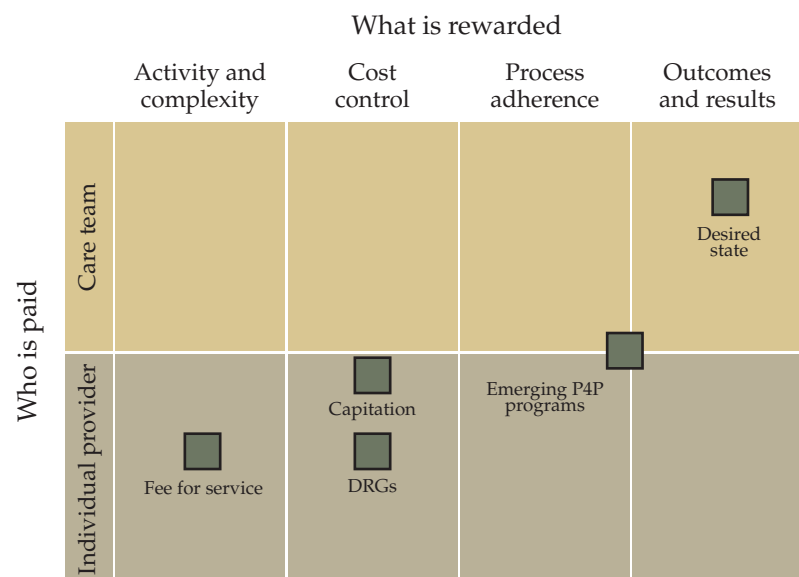 What is rewarded
Activity and
complexity
Cost
control
Process
adherence
Outcomes
and results
Who is paid
Care team
Desired
state
Individual provider
Capitation
Emerging P4P
programs
Fee for service
DRGs